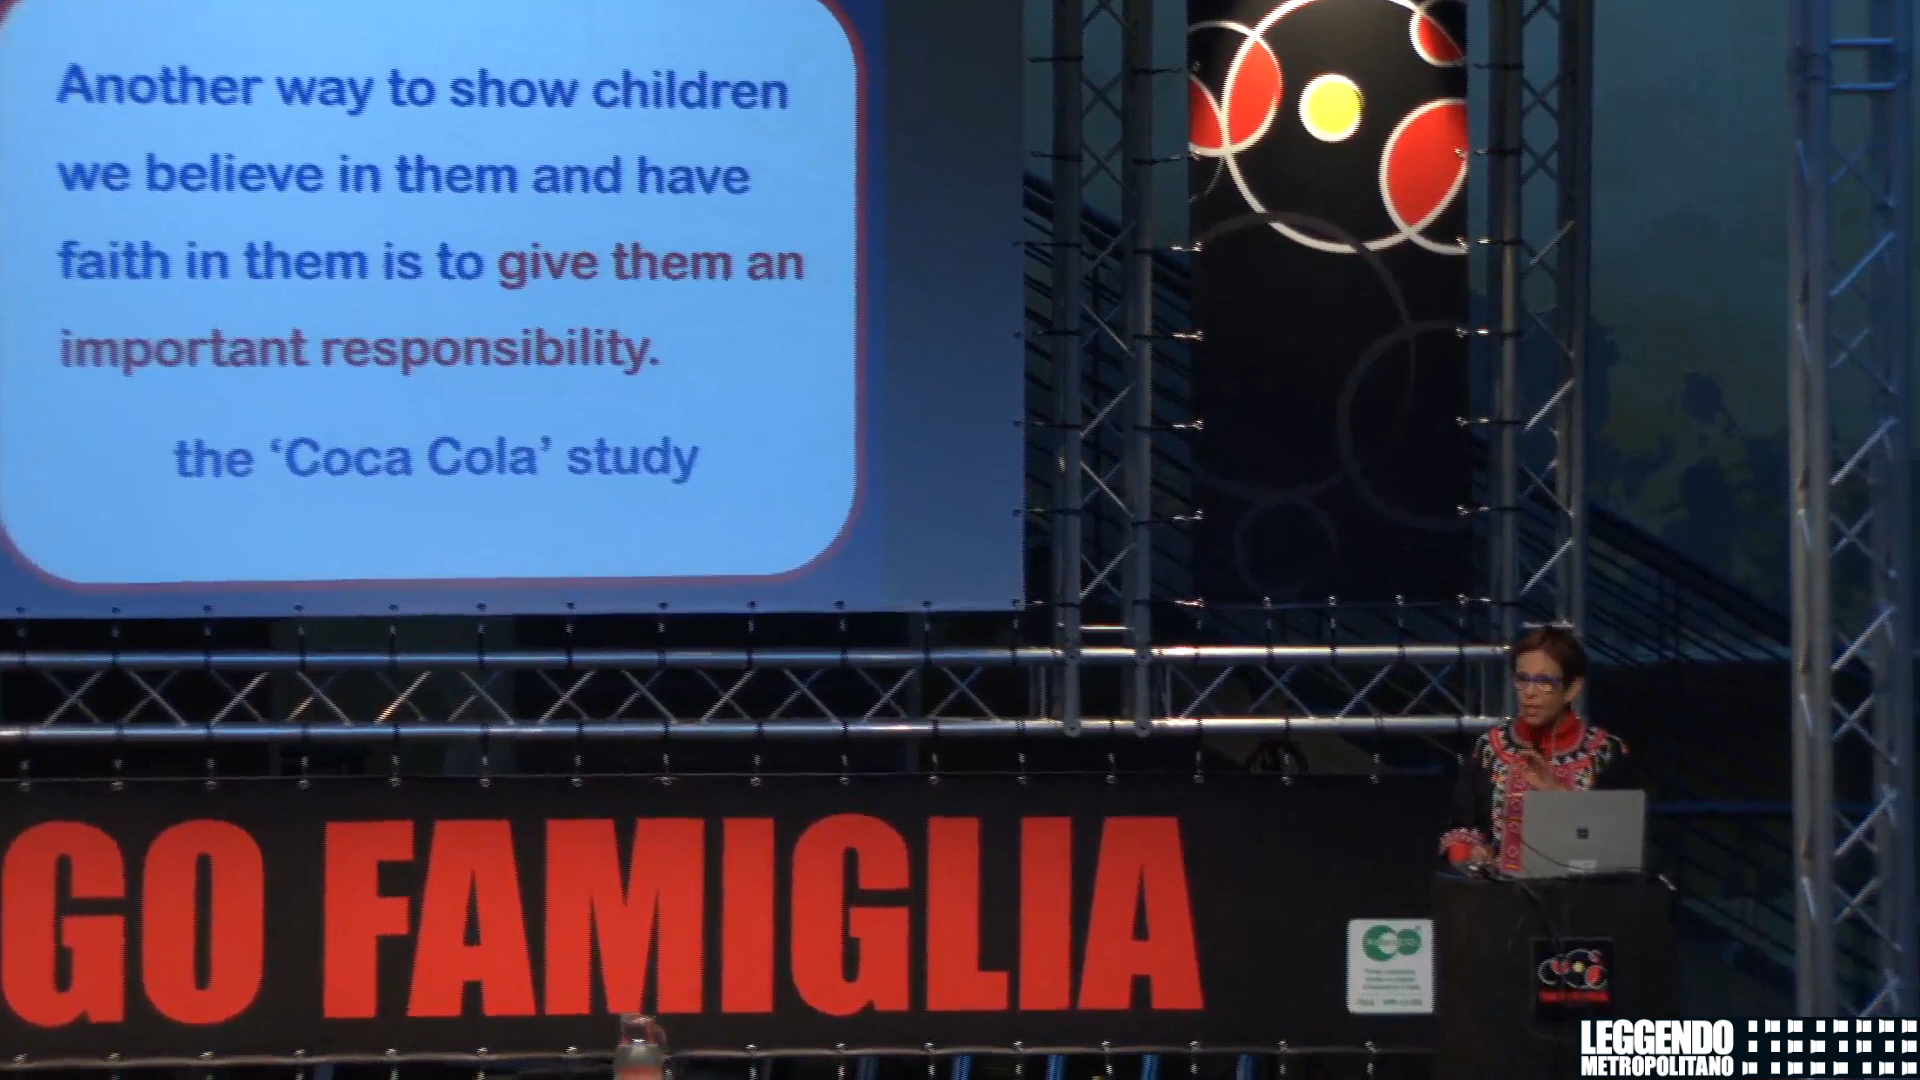 Another way to show children
we believe in them and have
faith in them is to give them an
important responsibility.
the ‘Coca Cola’ study
GO FAMIGLIA
LEGGENDO
METROPOLITANO